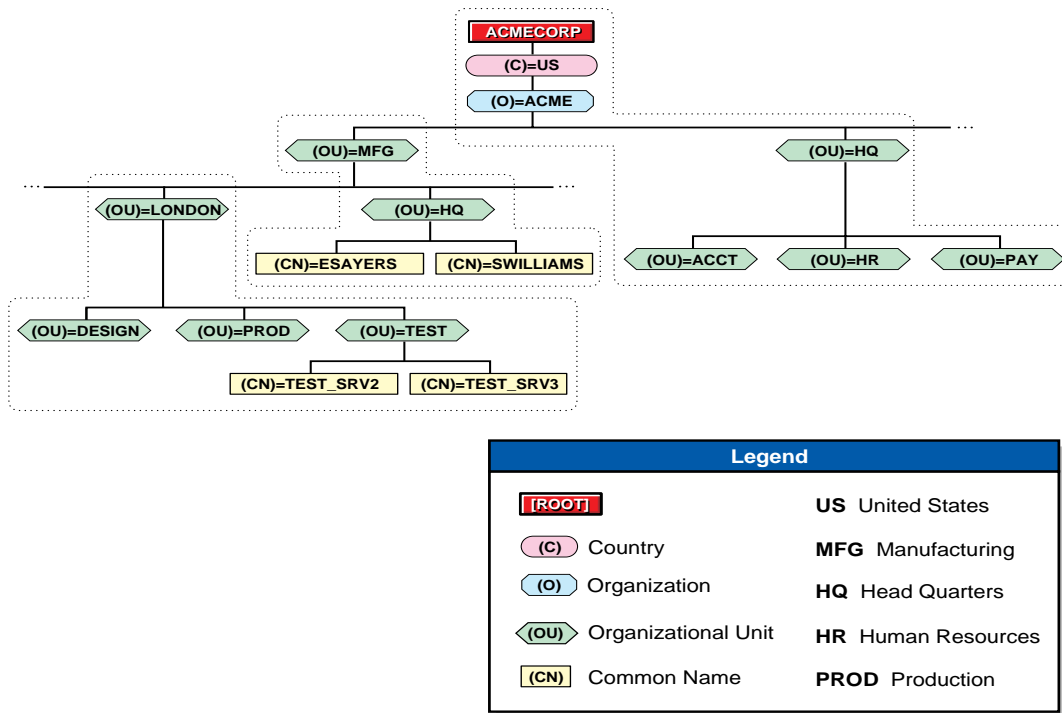 ACMECORP
(C)=US
(O)=ACME
...
(OU)=MFG
(OU)=HQ
...
...
(OU)=LONDON
(OU)=HQ
(CN)=ESAYERS
(CN)=SWILLIAMS
(OU)=ACCT
(OU)=HR
(OU)=PAY
(OU)=DESIGN
(OU)=PROD
(OU)=TEST
(CN)=TEST_SRV2
(CN)=TEST_SRV3
Legend
[ROOT]
(C) Country
(O) Organization
(OU) Organizational Unit
(CN) Common Name
US United States
MFG Manufacturing
HQ Head Quarters
HR Human Resources
PROD Production